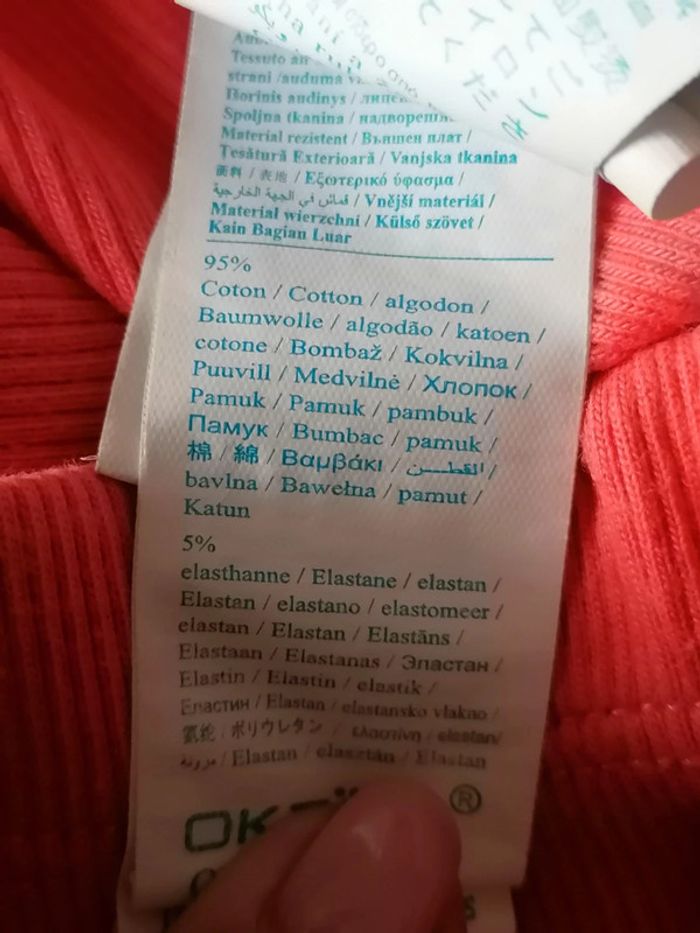 Tessuto
strani /auduma
Išorinis audinys /
Spoljna tkanina /
Material rezistent / Външен плат /
Tesătură Exterioară / Vanjska tkanina
面料 / 表地 / Εξωτερικό ύφασμα /
قماش في الجهة الخارجية / Vnější materiál /
Materiał wierzchni / Külső szövet /
Kain Bagian Luar
95%
Coton / Cotton / algodon /
Baumwolle / algodão / katoen /
cotone / Bombaž / Kokvilna /
Puuvill / Medvilnė / Хлопок /
Pamuk / Pamuk / pambuk /
Памук / Bumbac / pamuk /
棉 / 綿 / Βαμβάκι / القطن /
bavlna / Bawełna / pamut /
Katun
5%
elasthanne / Elastane / elastan /
Elastan / elastano / elastomeer /
elastan / Elastan / Elastāns /
Elastaan / Elastanas / Эластан /
Elastin / Elastin / elastik /
Еластин / Elastan / elastansko vlakno /
氨纶 / ポリウレタン / ελαστίνη / elastan/
مرونة / Elastan / elasztán / Elastan
®